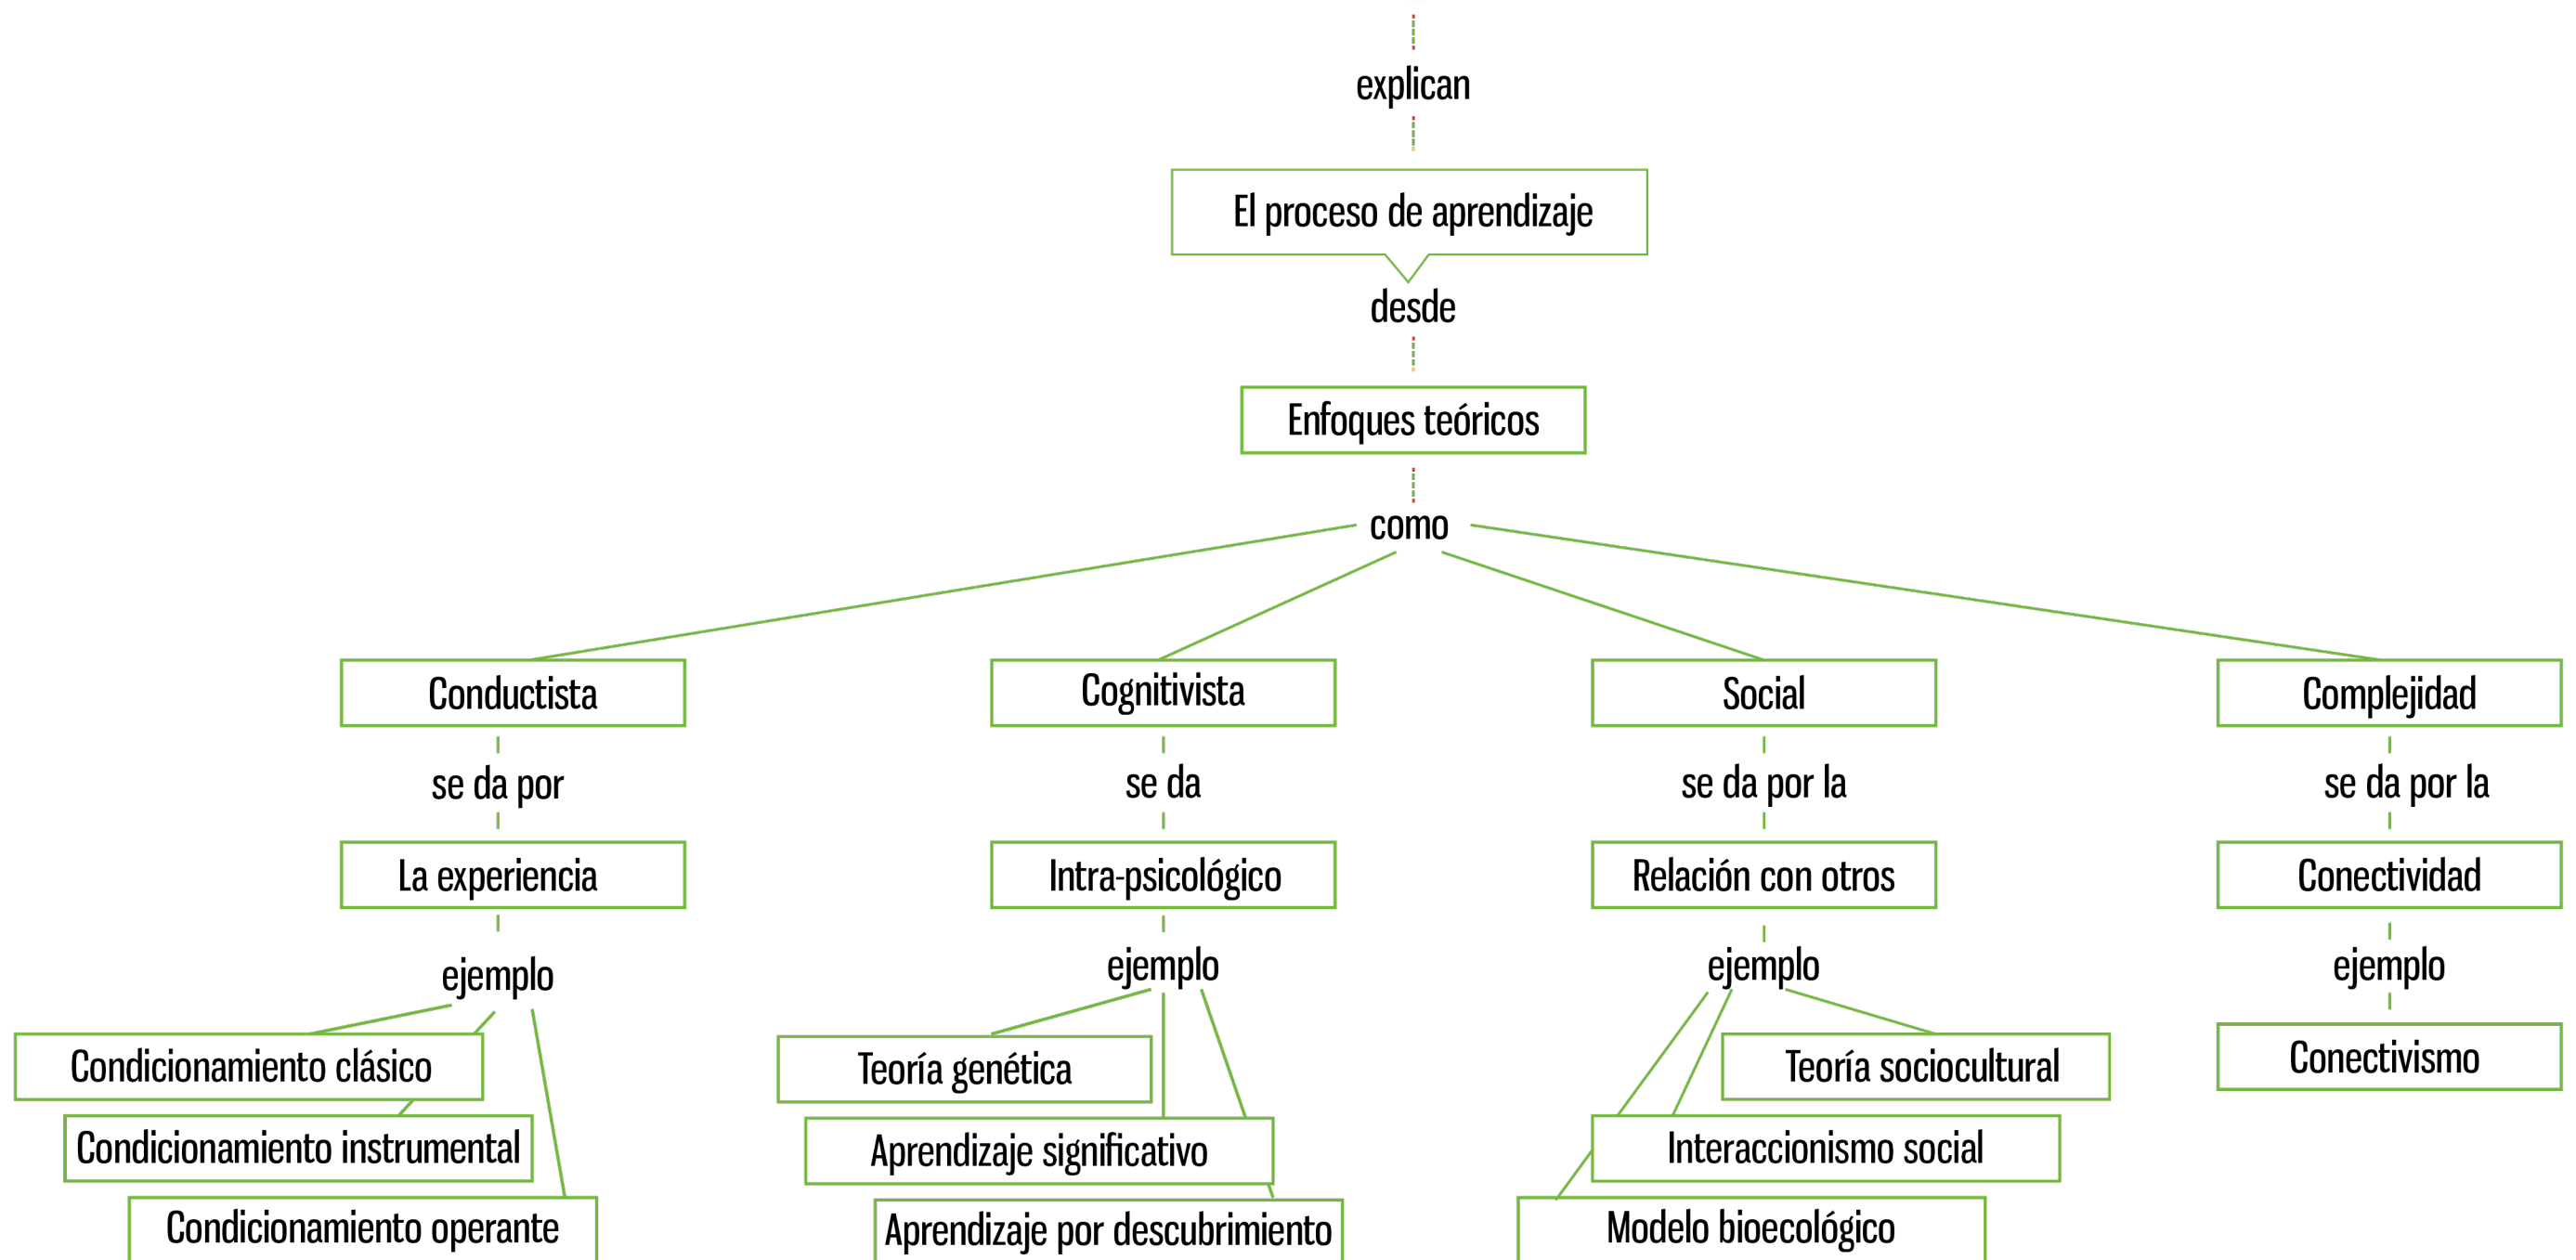 explican
El proceso de aprendizaje
desde
Enfoques teóricos
como
Conductista
Cognitivista
Social
Complejidad
se da por
se da
se da por la
se da por la
La experiencia
Intra-psicológico
Relación con otros
Conectividad
ejemplo
ejemplo
ejemplo
ejemplo
Condicionamiento clásico
Teoría genética
Teoría sociocultural
Conectivismo
Condicionamiento instrumental
Aprendizaje significativo
Interaccionismo social
Condicionamiento operante
Aprendizaje por descubrimiento
Modelo bioecológico